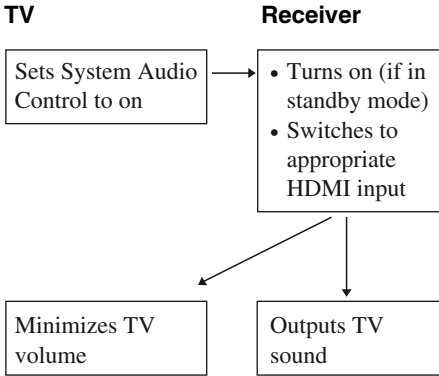 TV
Receiver
Sets System Audio
Control to on
• Turns on (if in
standby mode)
• Switches to
appropriate
HDMI input
Minimizes TV
volume
Outputs TV
sound